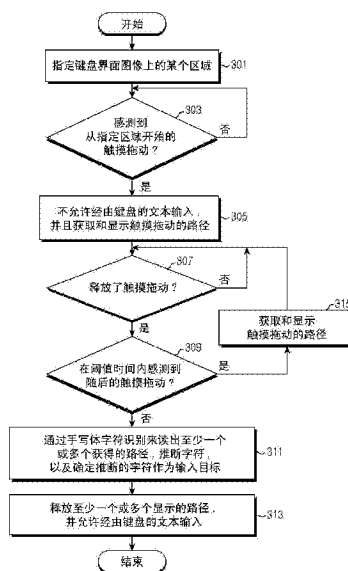 开始
指定键盘界面图像上的某个区域
301
303
感测到
从指定区域开始的
触摸拖动？
否
是
不允许经由键盘的文本输入，
并且获取和显示触摸拖动的路径
305
307
释放了触摸拖动？
否
是
315
获取和显示
触摸拖动的路径
309
在阈值时间内感测到
随后的触摸拖动？
是
否
通过手写体字符识别来读出至少一个
或多个获得的路径，推断字符，
以及确定推断的字符作为输入目标
311
释放至少一个或多个显示的路径，
并允许经由键盘的文本输入
313
结束